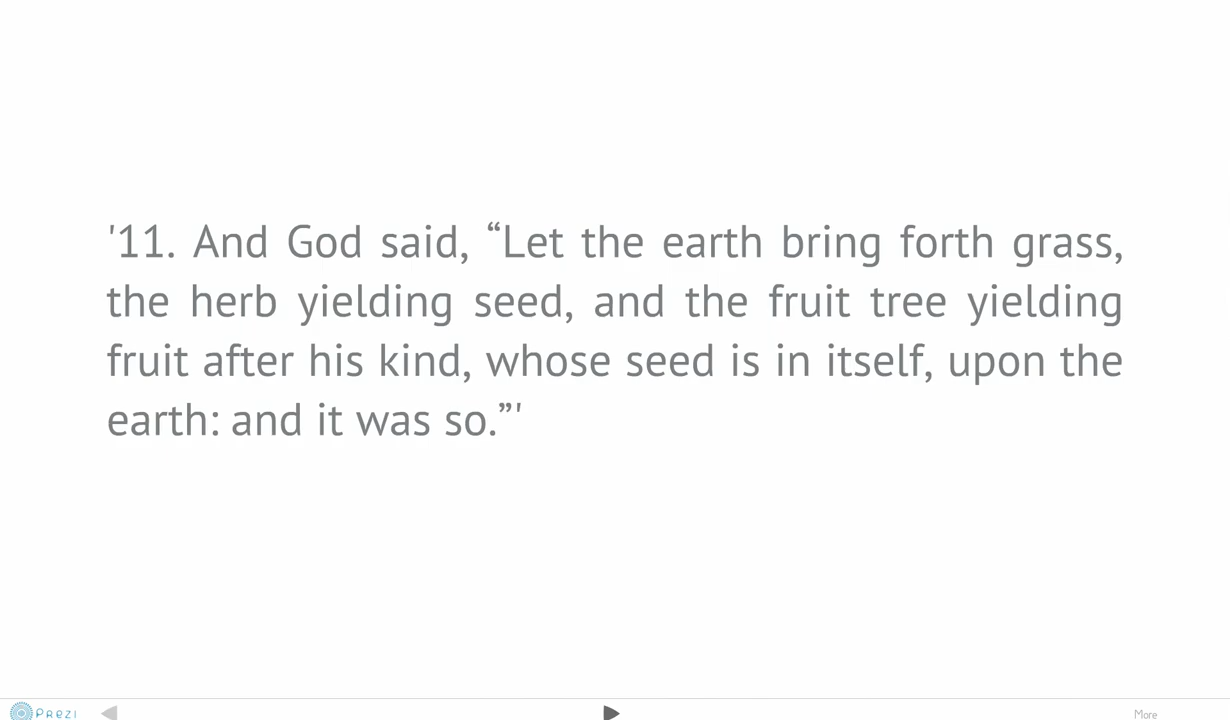 '11. And God said, “Let the earth bring forth grass,
the herb yielding seed, and the fruit tree yielding
fruit after his kind, whose seed is in itself, upon the
earth: and it was so.”'
Prezi
More